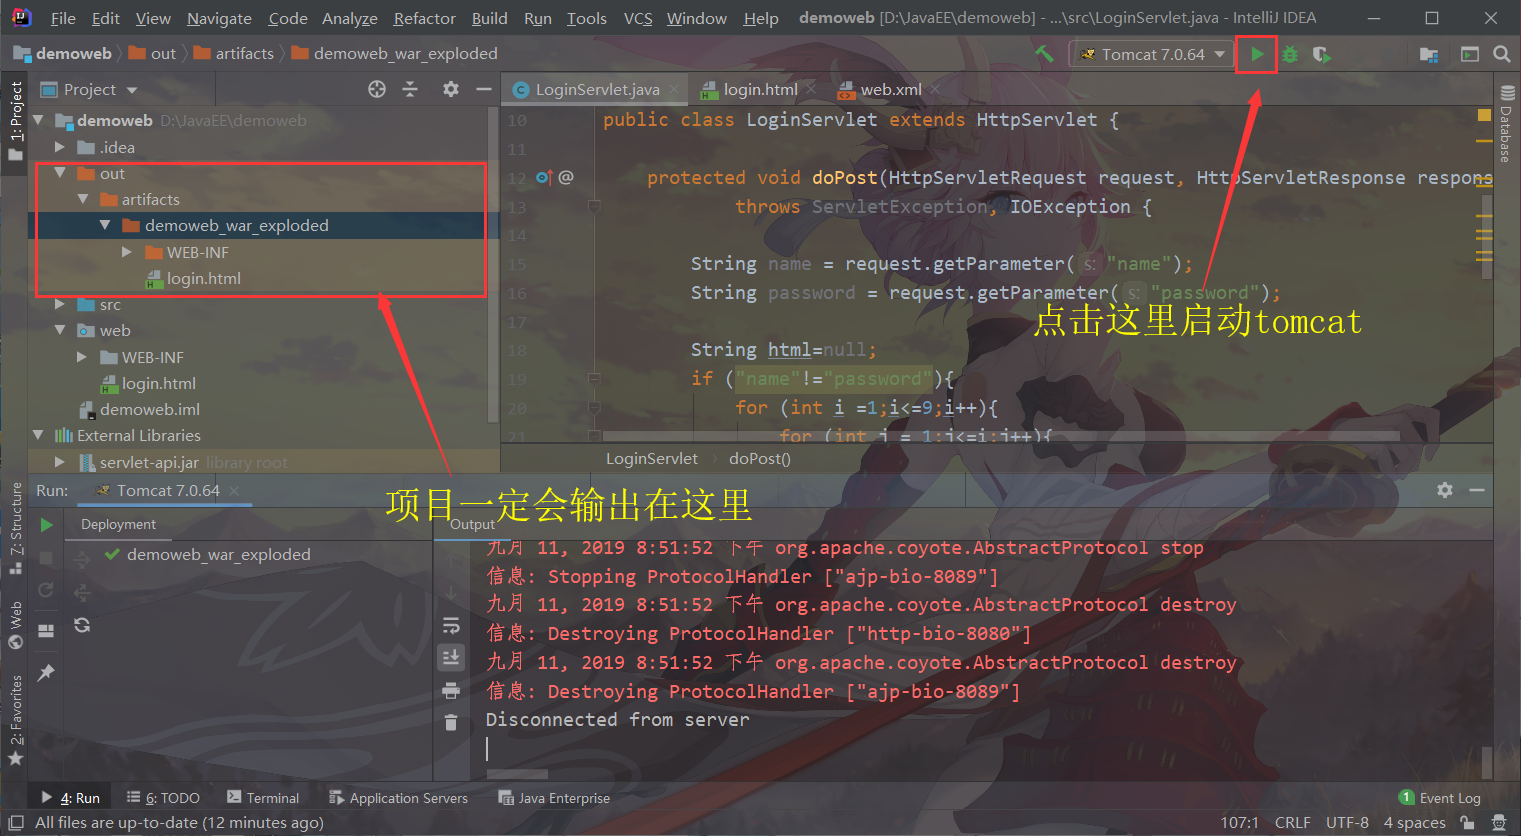 File Edit View Navigate Code Analyze Refactor Build Run Tools VCS Window Help demoweb [D:\JavaEE\demoweb] - ...\src\LoginServlet.java - IntelliJ IDEA
demoweb out artifacts demoweb_war_exploded Tomcat 7.0.64
Project
LoginServlet.java login.html web.xml
1: Project
Database
demoweb D:\JavaEE\demoweb
.idea
out
artifacts
demoweb_war_exploded
WEB-INF
login.html
src
web
WEB-INF
login.html
demoweb.iml
External Libraries
servlet-api.jar library root
10 public class LoginServlet extends HttpServlet {
11
12 @ protected void doPost(HttpServletRequest request, HttpServletResponse respons
13 throws ServletException, IOException {
14
15 String name = request.getParameter( s: "name");
16 String password = request.getParameter( s: "password");
17
18 String html=null;
19 if ("name"!="password"){
20 for (int i =1;i<=9;i++){
21 for (int j = 1;j<=i;j++){
LoginServlet doPost()
点击这里启动tomcat
项目一定会输出在这里
Run: Tomcat 7.0.64
Deployment
Output
demoweb_war_exploded
九月 11, 2019 8:51:52 下午 org.apache.coyote.AbstractProtocol stop
信息: Stopping ProtocolHandler ["ajp-bio-8089"]
九月 11, 2019 8:51:52 下午 org.apache.coyote.AbstractProtocol destroy
信息: Destroying ProtocolHandler ["http-bio-8080"]
九月 11, 2019 8:51:52 下午 org.apache.coyote.AbstractProtocol destroy
信息: Destroying ProtocolHandler ["ajp-bio-8089"]
Disconnected from server
7: Structure
Web
2: Favorites
4: Run 6: TODO Terminal Application Servers Java Enterprise 1 Event Log
All files are up-to-date (12 minutes ago) 107:1 CRLF UTF-8 4 spaces